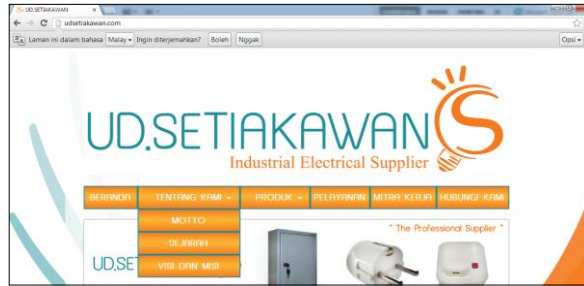 UD.SETIAKAWAN
udsetiakawan.com
Laman ini dalam bahasa Malay Ingin diterjemahkan? Boleh Nggak Opsi
UD.SETIAKAWAN
Industrial Electrical Supplier
BERANDA TENTANG KAMI PRODUK PELAYANAN MITRA KERJA HUBUNGI KAMI
MOTTO
SEJARAH
VISI DAN MISI
" The Professional Supplier "
UD.SE